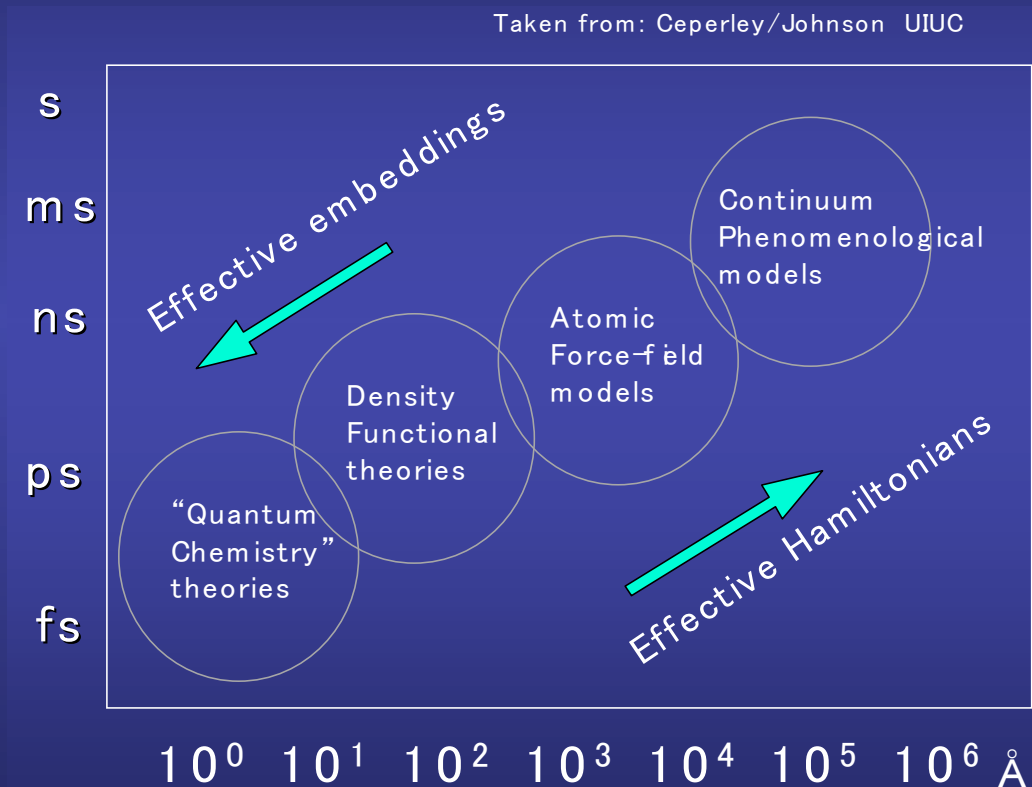 Taken from: Ceperley/Johnson UIUC
s
ms
ns
ps
fs
Effective embeddings
Continuum
Phenomenological
models
Atomic
Force-field
models
Density
Functional
theories
“Quantum
Chemistry”
theories
Effective Hamiltonians
10⁰ 10¹ 10² 10³ 10⁴ 10⁵ 10⁶ Å